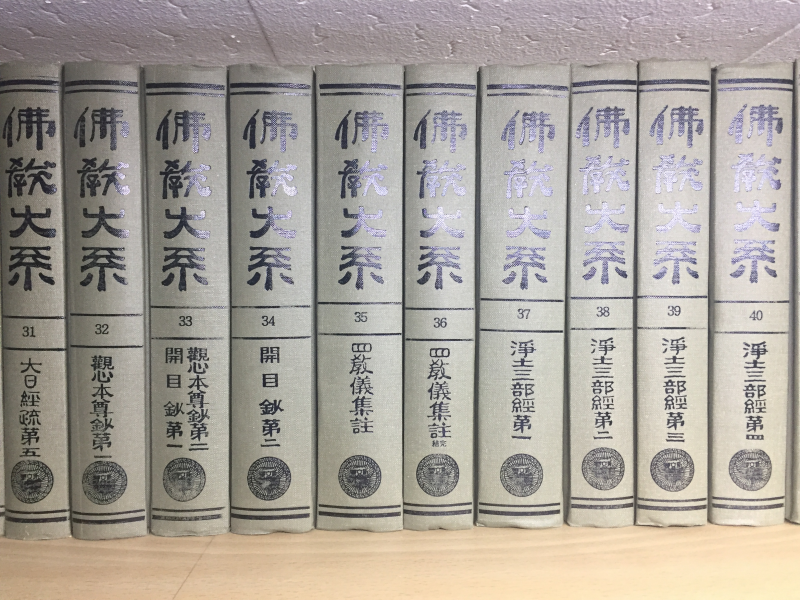 佛教大系
31
大日經疏第五
佛教大系
32
觀心本尊鈔第一
佛教大系
33
觀心本尊鈔第二
開目鈔第一
佛教大系
34
開目鈔第二
佛教大系
35
四教儀集註
佛教大系
36
四教儀集註
完結
佛教大系
37
淨土三部經第一
佛教大系
38
淨土三部經第二
佛教大系
39
淨土三部經第三
佛教大系
40
淨土三部經第四